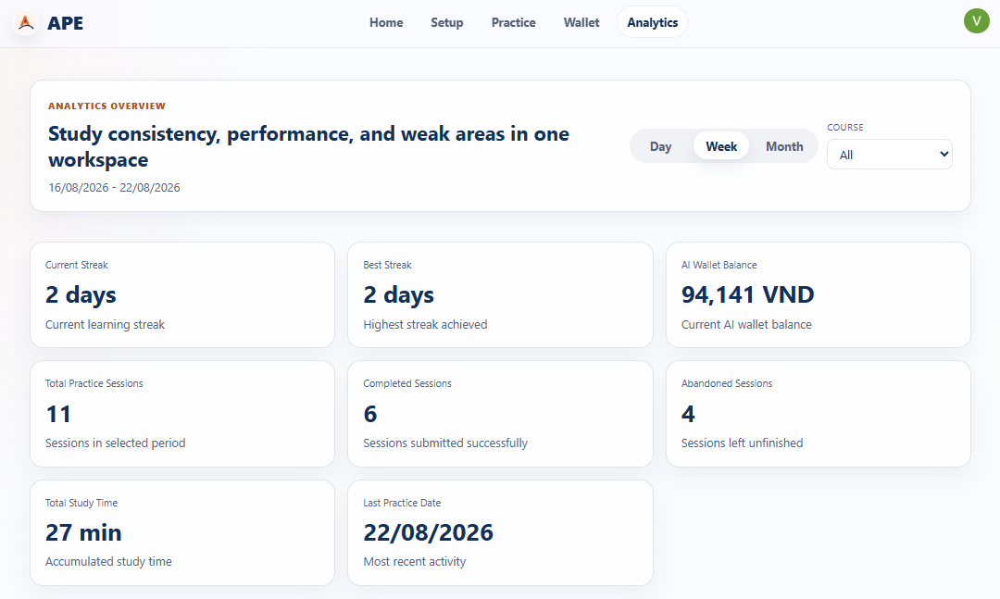 APE
Home
Setup
Practice
Wallet
Analytics
V
ANALYTICS OVERVIEW
Study consistency, performance, and weak areas in one
workspace
16/08/2026 - 22/08/2026
Day
Week
Month
COURSE
All
Current Streak
2 days
Current learning streak
Best Streak
2 days
Highest streak achieved
AI Wallet Balance
94,141 VND
Current AI wallet balance
Total Practice Sessions
11
Sessions in selected period
Completed Sessions
6
Sessions submitted successfully
Abandoned Sessions
4
Sessions left unfinished
Total Study Time
27 min
Accumulated study time
Last Practice Date
22/08/2026
Most recent activity